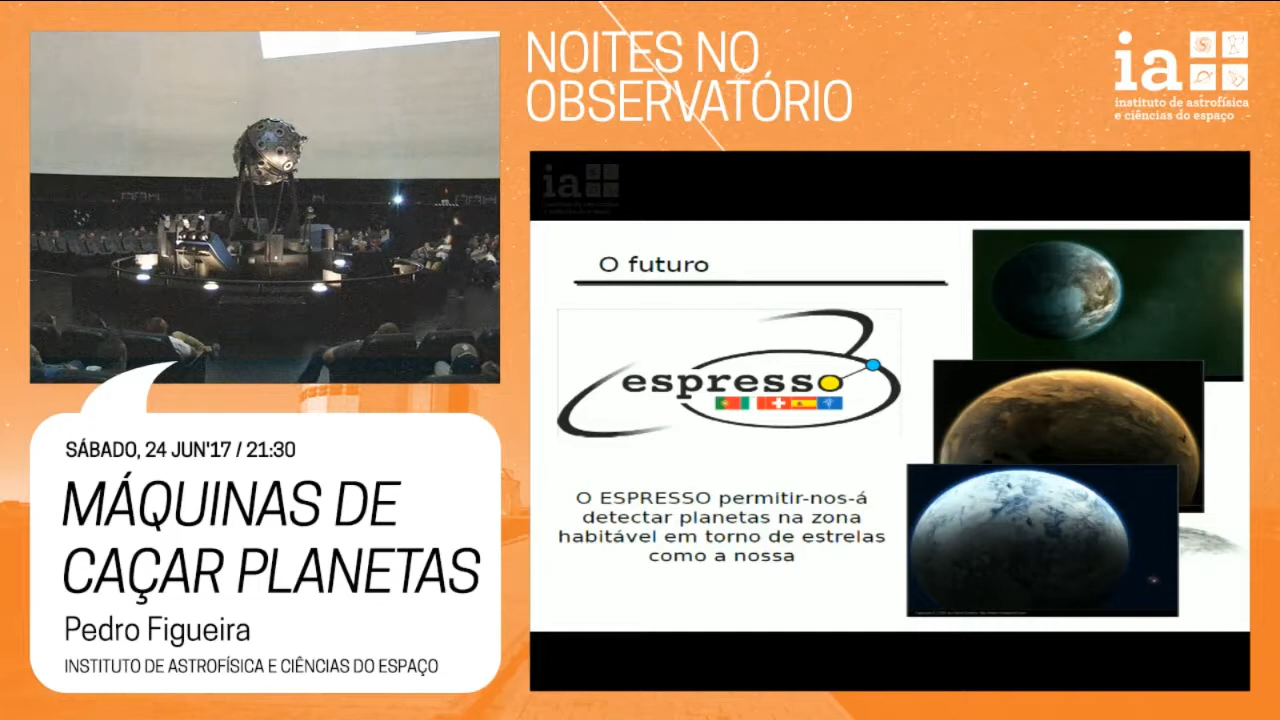 NOITES NO
OBSERVATÓRIO
ia
instituto de astrofísica
e ciências do espaço
SÁBADO, 24 JUN'17 / 21:30
MÁQUINAS DE
CAÇAR PLANETAS
Pedro Figueira
INSTITUTO DE ASTROFÍSICA E CIÊNCIAS DO ESPAÇO
ia
O futuro
espresso
O ESPRESSO permitir-nos-á
detectar planetas na zona
habitável em torno de estrelas
como a nossa